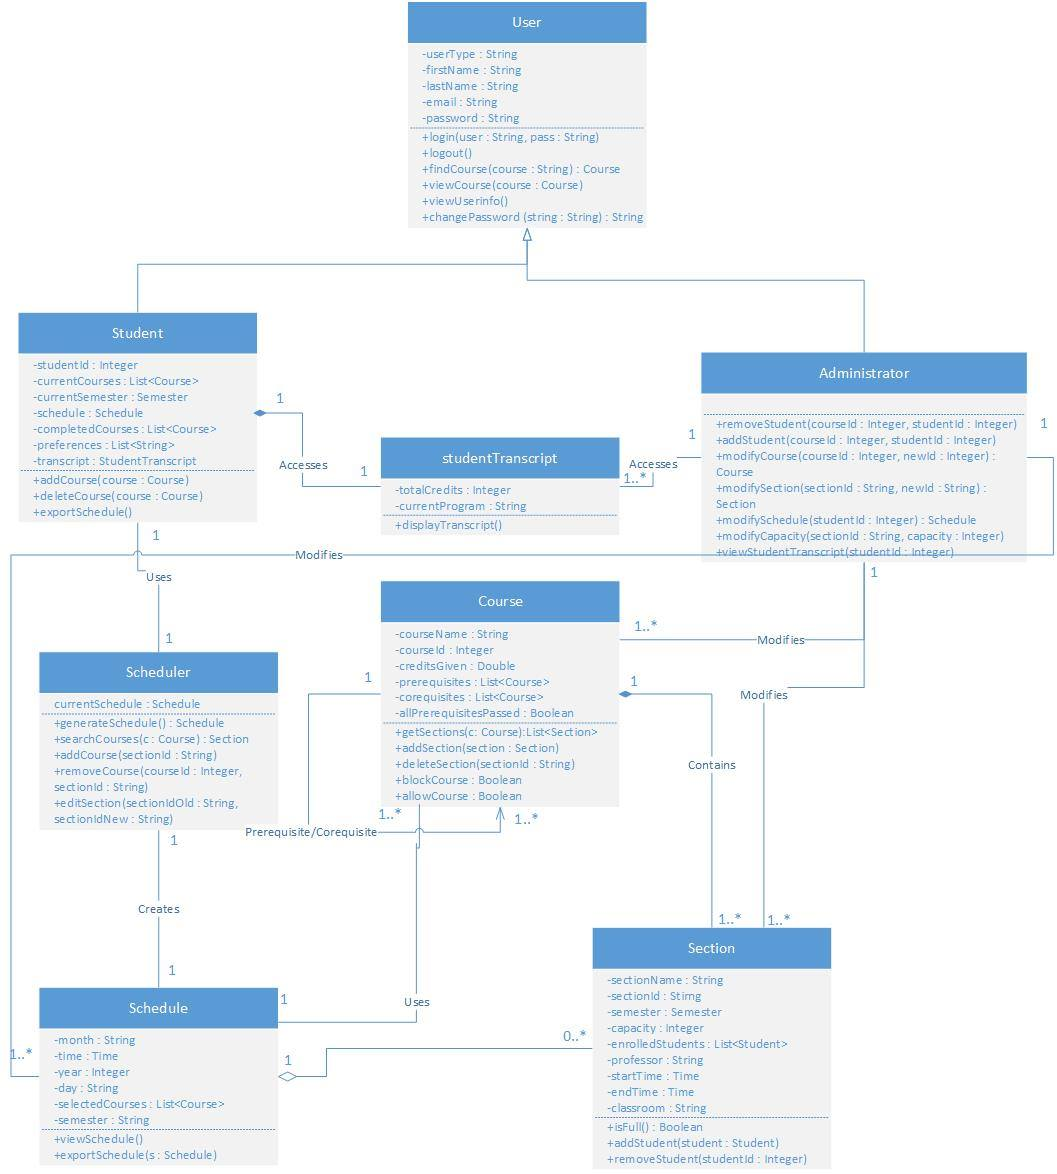 User
-userType : String
-firstName : String
-lastName : String
-email : String
-password : String
+login(user : String, pass : String)
+logout()
+findCourse(course : String) : Course
+viewCourse(course : Course)
+viewUserinfo()
+changePassword (string : String) : String
Student
-studentId : Integer
-currentCourses : List<Course>
-currentSemester : Semester
-schedule : Schedule
-completedCourses : List<Course>
-preferences : List<String>
-transcript : StudentTranscript
+addCourse(course : Course)
+deleteCourse(course : Course)
+exportSchedule()
1
Accesses
1
studentTranscript
-totalCredits : Integer
-currentProgram : String
+displayTranscript()
1
Accesses
1..*
Administrator
+removeStudent(courseId : Integer, studentId : Integer)
+addStudent(courseId : Integer, studentId : Integer)
+modifyCourse(courseId : Integer, newId : Integer) :
Course
+modifySection(sectionId : String, newId : String) :
Section
+modifySchedule(studentId : Integer) : Schedule
+modifyCapacity(sectionId : String, capacity : Integer)
+viewStudentTranscript(studentId : Integer)
1
1
Uses
1
Modifies
1
1..*
Modifies
Modifies
Course
-courseName : String
-courseId : Integer
-creditsGiven : Double
-prerequisites : List<Course>
-corequisites : List<Course>
-allPrerequisitesPassed : Boolean
+getSections(c: Course):List<Section>
+addSection(section : Section)
+deleteSection(sectionId : String)
+blockCourse : Boolean
+allowCourse : Boolean
1
1
Contains
1..*
1..*
Prerequisite/Corequisite
1..*
1..*
Scheduler
currentSchedule : Schedule
+generateSchedule() : Schedule
+searchCourses(c : Course) : Section
+addCourse(sectionId : String)
+removeCourse(courseId : Integer,
sectionId : String)
+editSection(sectionIdOld : String,
sectionIdNew : String)
1
Creates
1
1
Uses
Schedule
-month : String
-time : Time
-year : Integer
-day : String
-selectedCourses : List<Course>
-semester : String
+viewSchedule()
+exportSchedule(s : Schedule)
1..*
1
0..*
Section
-sectionName : String
-sectionId : Stirng
-semester : Semester
-capacity : Integer
-enrolledStudents : List<Student>
-professor : String
-startTime : Time
-endTime : Time
-classroom : String
+isFull() : Boolean
+addStudent(student : Student)
+removeStudent(studentId : Integer)